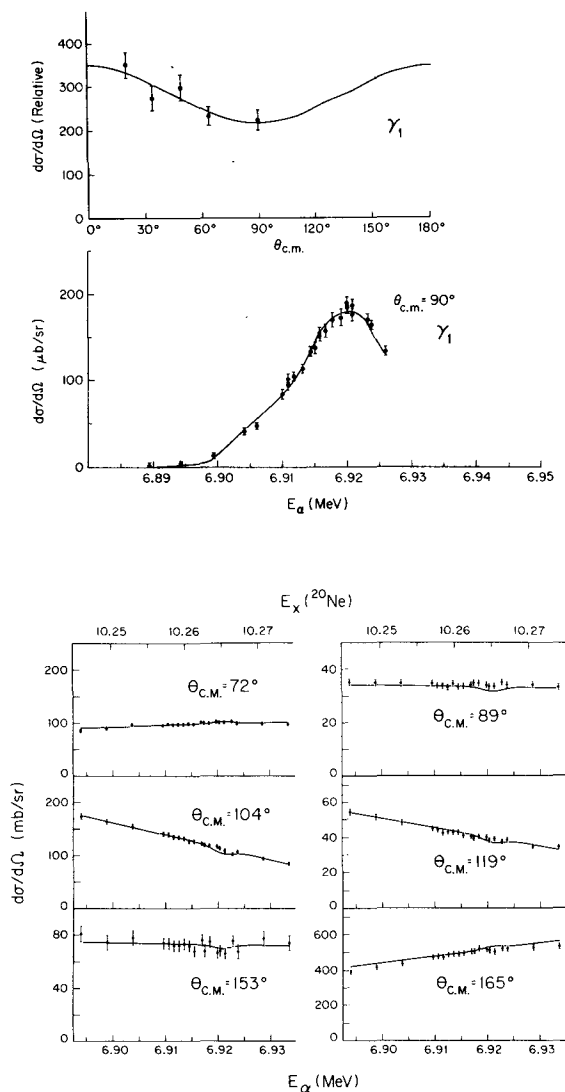 dσ/dΩ (Relative)
400
300
200
100
0
γ₁
0° 30° 60° 90° 120° 150° 180°
θc.m.
dσ/dΩ (μb/sr)
200
100
0
θc.m. = 90°
γ₁
6.89 6.90 6.91 6.92 6.93 6.94 6.95
Eα (MeV)
Ex (²⁰Ne)
10.25 10.26 10.27
10.25 10.26 10.27
dσ/dΩ (mb/sr)
200
100
0
ΘC.M. = 72°
40
20
0
ΘC.M. = 89°
200
100
0
ΘC.M. = 104°
60
40
20
0
ΘC.M. = 119°
80
40
0
ΘC.M. = 153°
600
400
200
0
ΘC.M. = 165°
6.90 6.91 6.92 6.93
6.90 6.91 6.92 6.93
Eα (MeV)